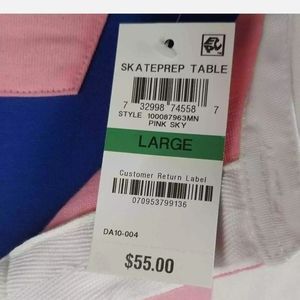 SKATEPREP TABLE
7 32998 74558 7
STYLE 100087963MN
PINK SKY
LARGE
Customer Return Label
070953799136
DA10-004
$55.00